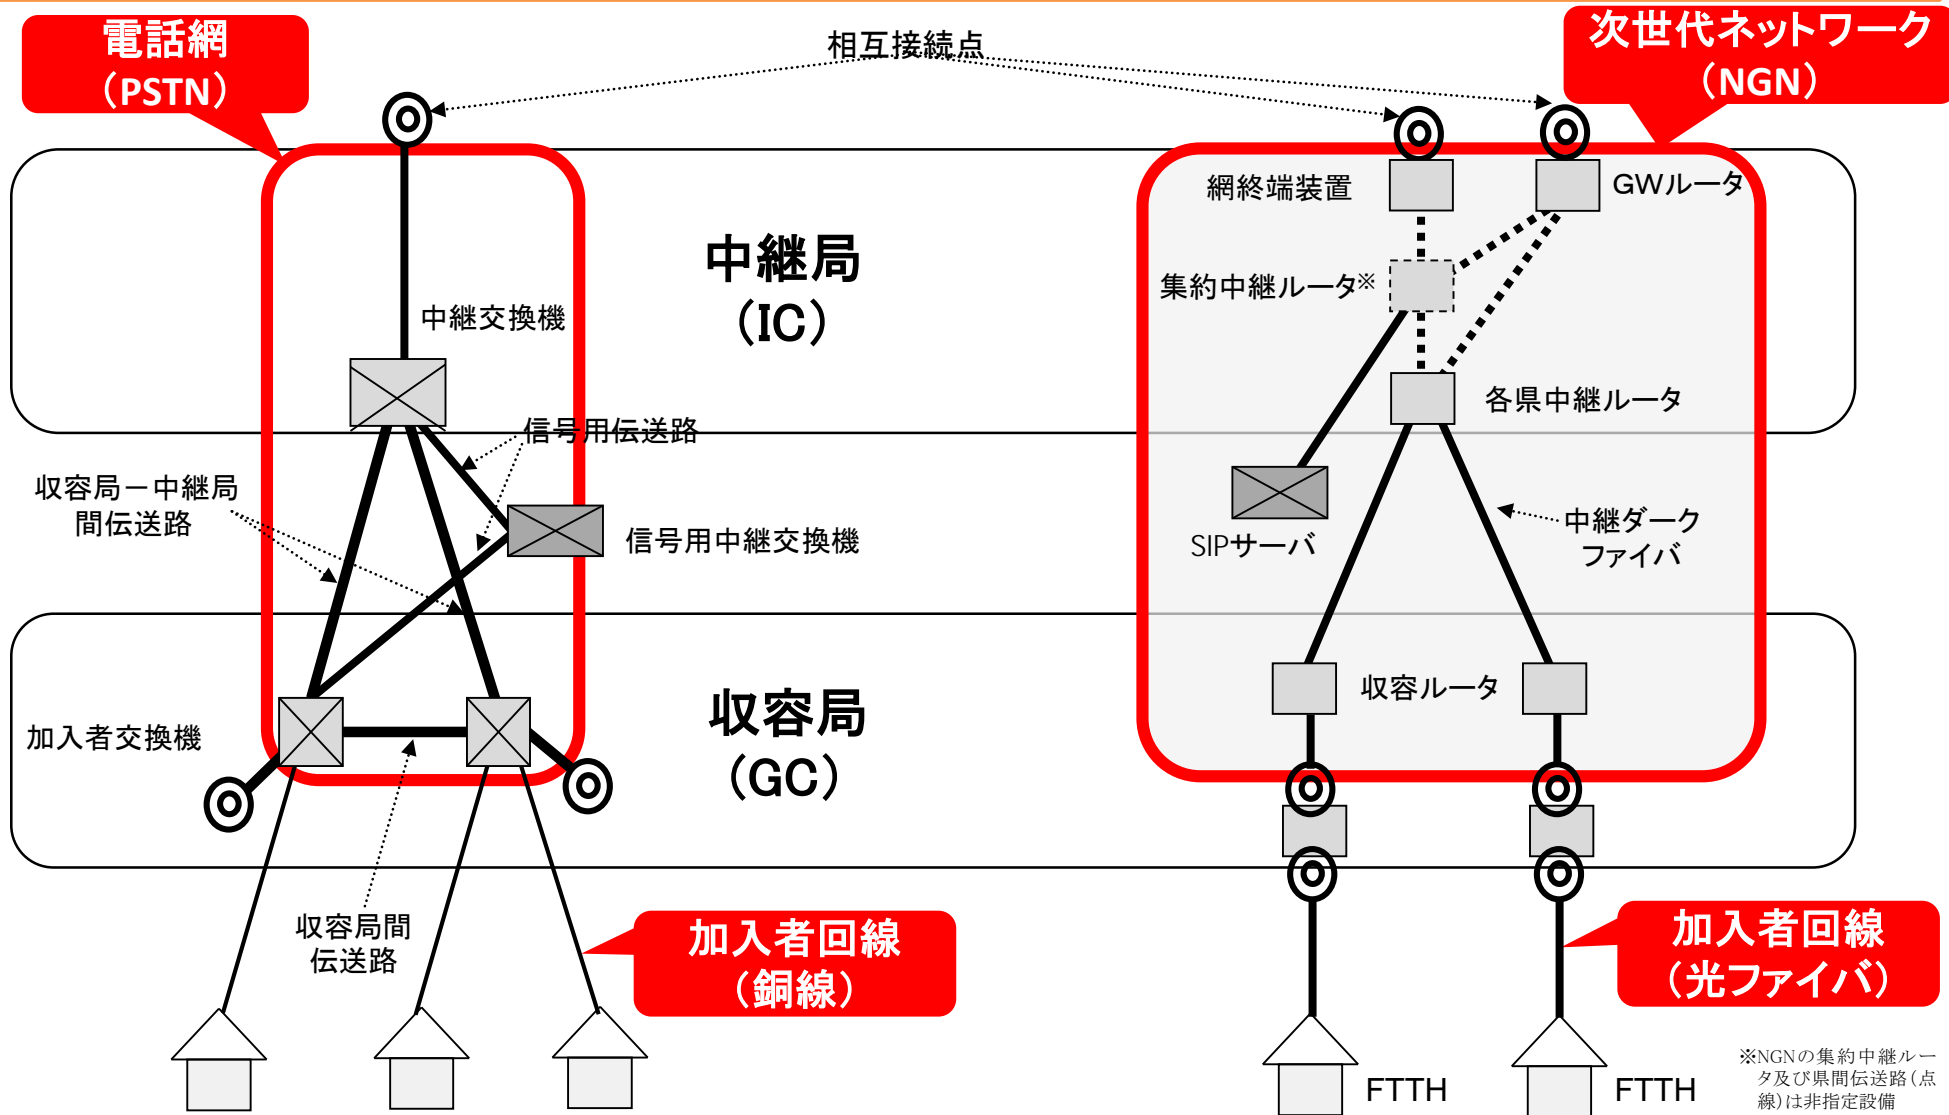 電話網
（PSTN）
相互接続点
次世代ネットワーク
（NGN）
網終端装置
GWルータ
中継局
（IC）
集約中継ルータ※
中継交換機
各県中継ルータ
信号用伝送路
収容局－中継局
間伝送路
信号用中継交換機
SIPサーバ
中継ダーク
ファイバ
収容局
（GC）
収容ルータ
加入者交換機
収容局間
伝送路
加入者回線
（銅線）
加入者回線
（光ファイバ）
FTTH
FTTH
※NGNの集約中継ルー
タ及び県間伝送路（点
線）は非指定設備